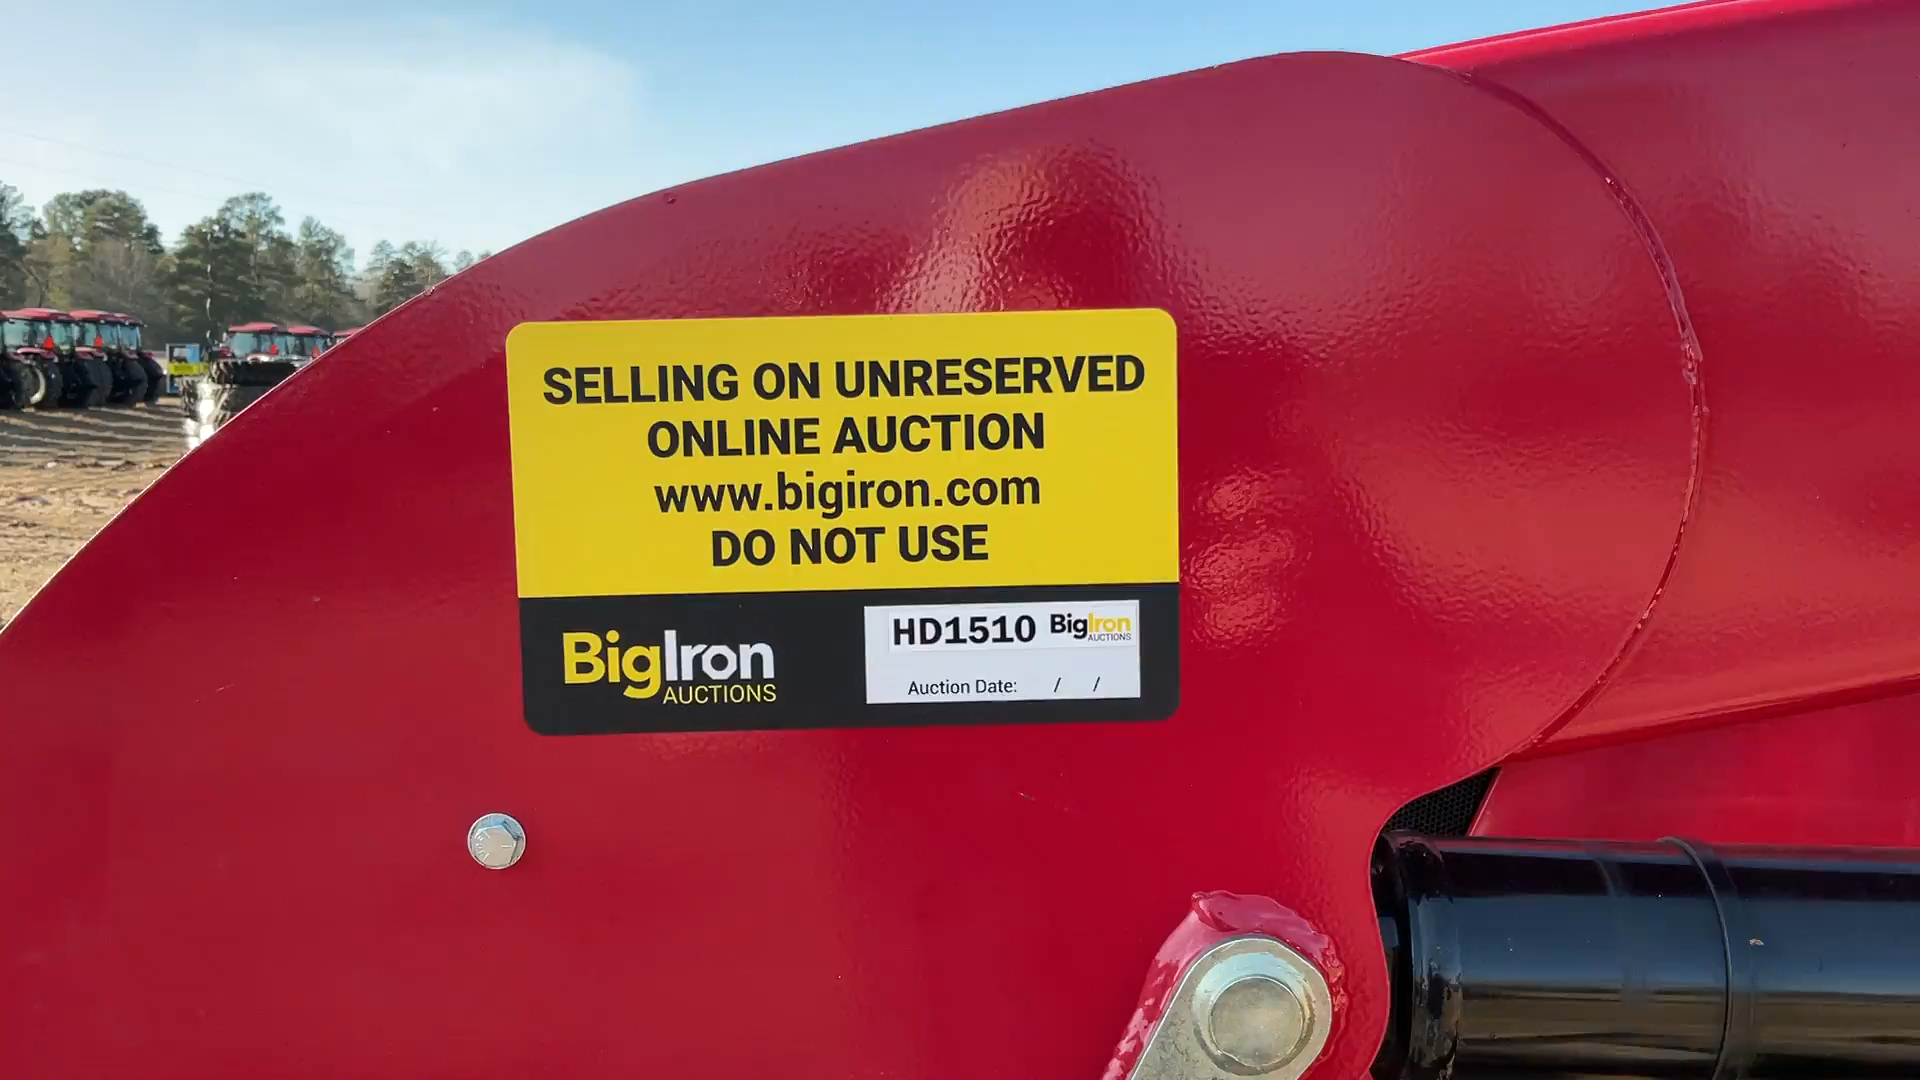 SELLING ON UNRESERVED
ONLINE AUCTION
www.bigiron.com
DO NOT USE
BigIron
AUCTIONS
HD1510 BigIron
AUCTIONS
Auction Date: / /